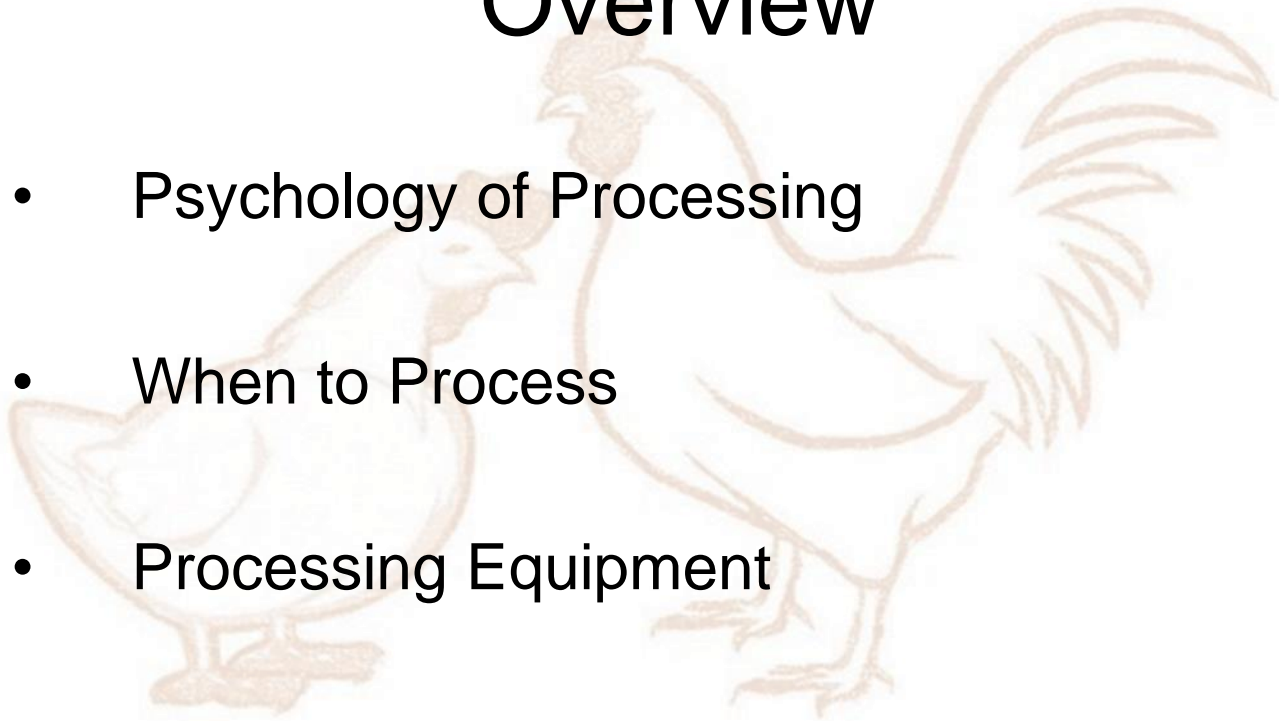 Overview
• Psychology of Processing
• When to Process
• Processing Equipment